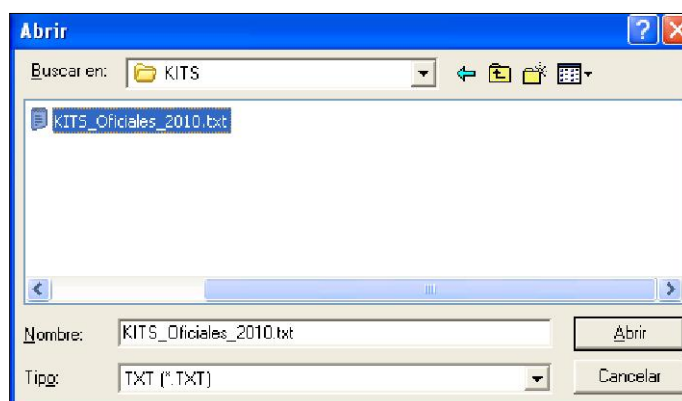 Abrir
Buscar en: KITS
KITS_Oficiales_2010.txt
Nombre: KITS_Oficiales_2010.txt Abrir
Tipo: TXT (*.TXT) Cancelar